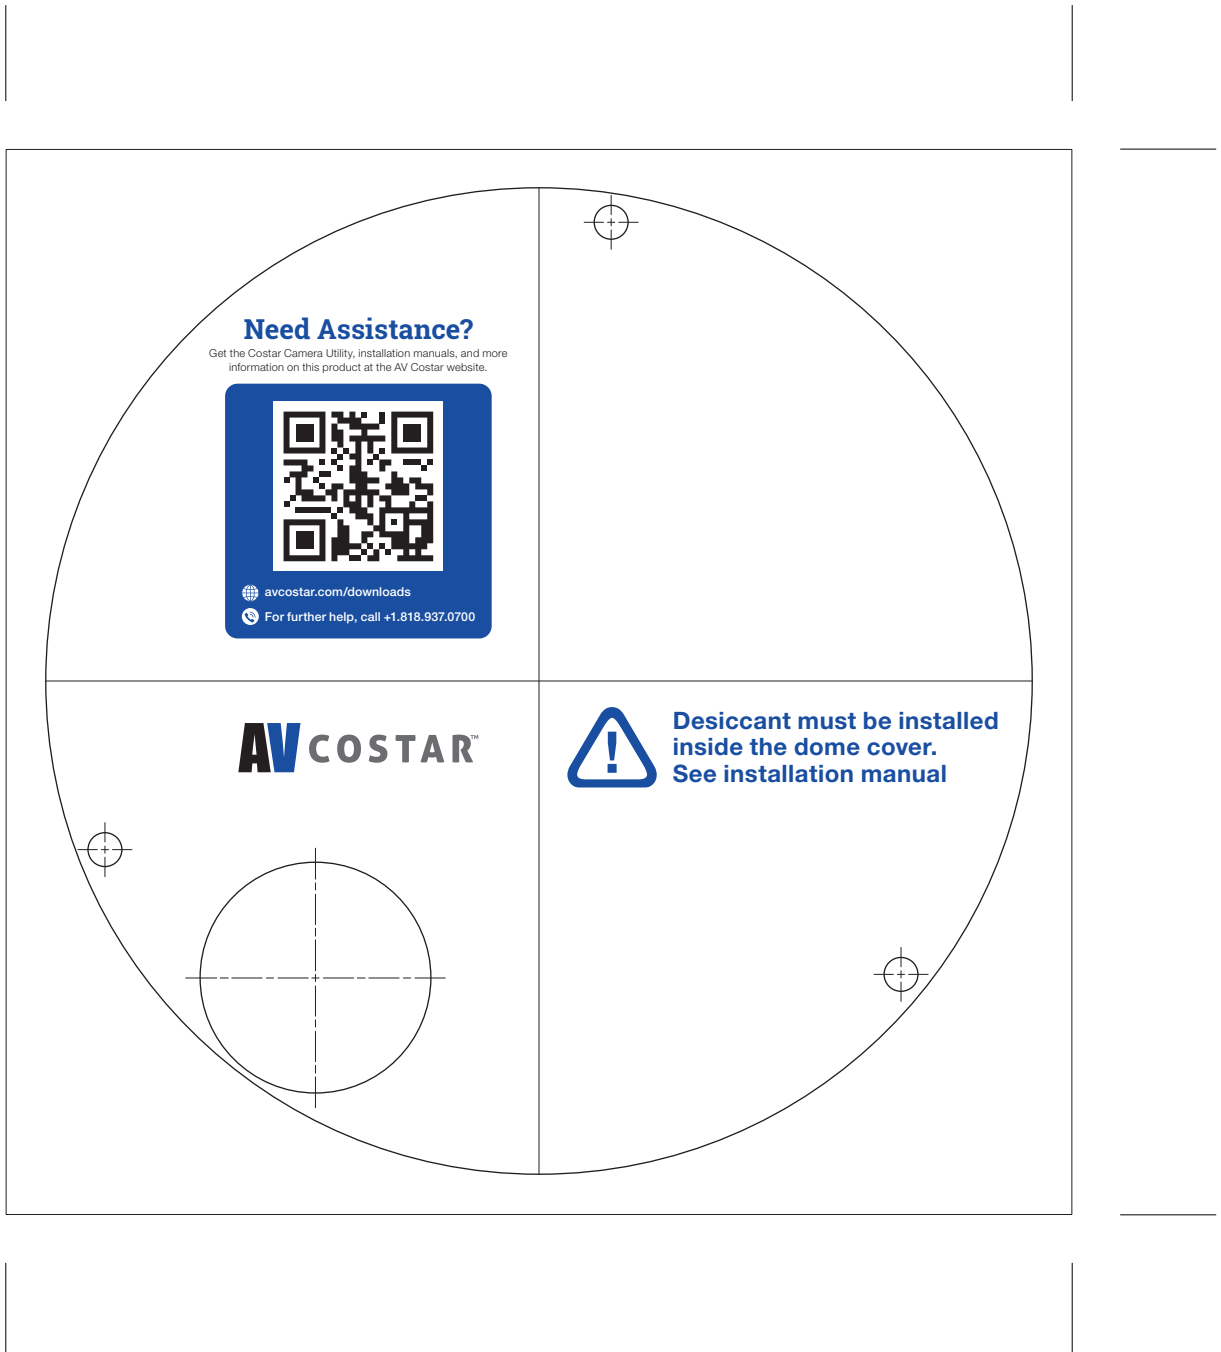 Need Assistance?
Get the Costar Camera Utility, installation manuals, and more
information on this product at the AV Costar website.
avcostar.com/downloads
For further help, call +1.818.937.0700
AV COSTAR™
Desiccant must be installed
inside the dome cover.
See installation manual